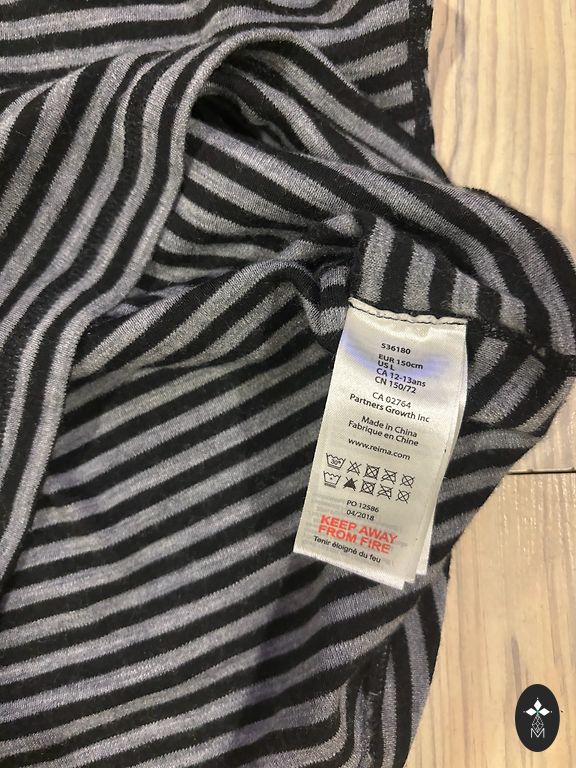 536180
EUR 150cm
US L
CA 12-13ans
CN 150/72
CA 02764
Partners Growth Inc
Made in China
Fabrique en Chine
www.reima.com
PO 12586
04/2018
KEEP AWAY
FROM FIRE
Tenir éloigné du feu
M